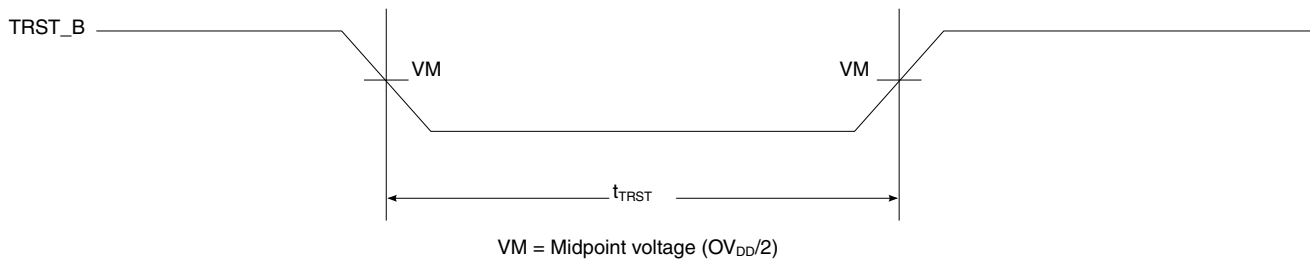 TRST_B
VM VM
tTRST
VM = Midpoint voltage (OVDD/2)